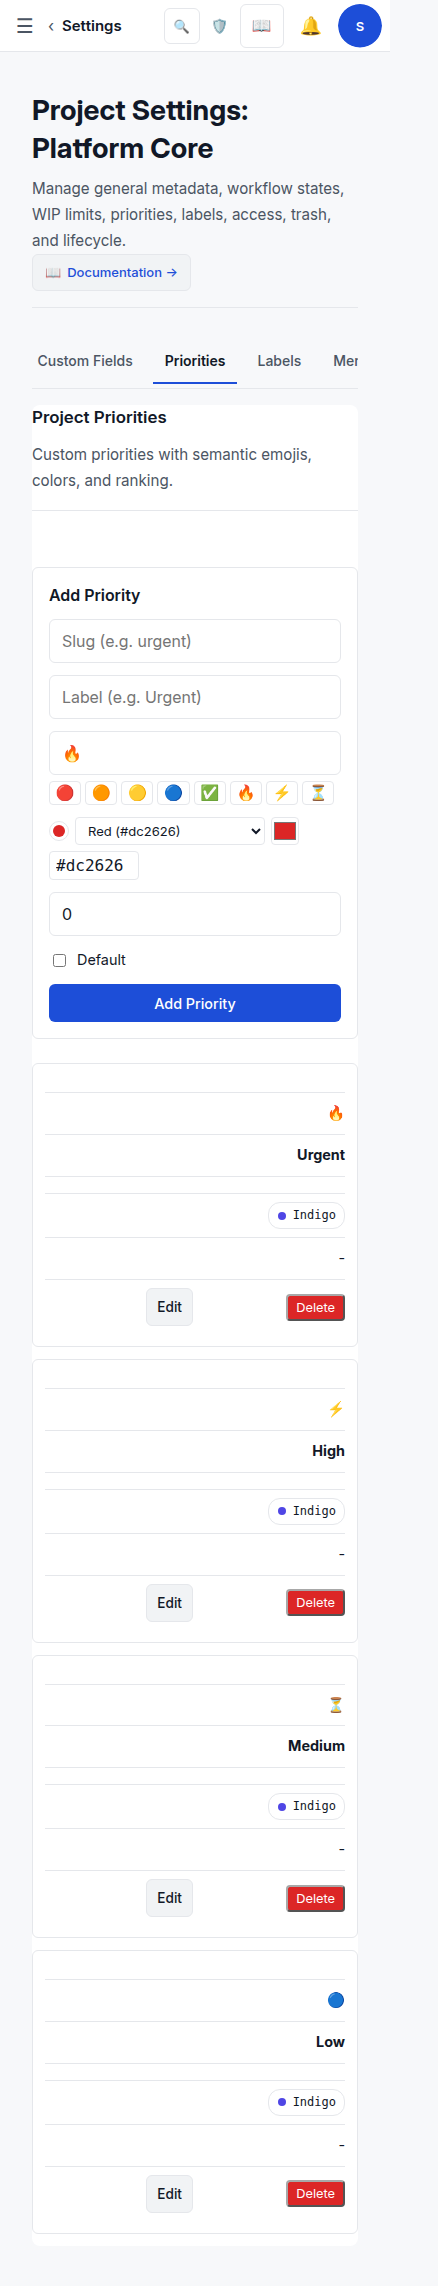 Settings
S
Project Settings:
Platform Core
Manage general metadata, workflow states,
WIP limits, priorities, labels, access, trash,
and lifecycle.
Documentation →
Custom Fields Priorities Labels Mer
Project Priorities
Custom priorities with semantic emojis,
colors, and ranking.
Add Priority
Slug (e.g. urgent)
Label (e.g. Urgent)
Red (#dc2626)
#dc2626
0
Default
Add Priority
Urgent
Indigo
-
Edit Delete
High
Indigo
-
Edit Delete
Medium
Indigo
-
Edit Delete
Low
Indigo
-
Edit Delete